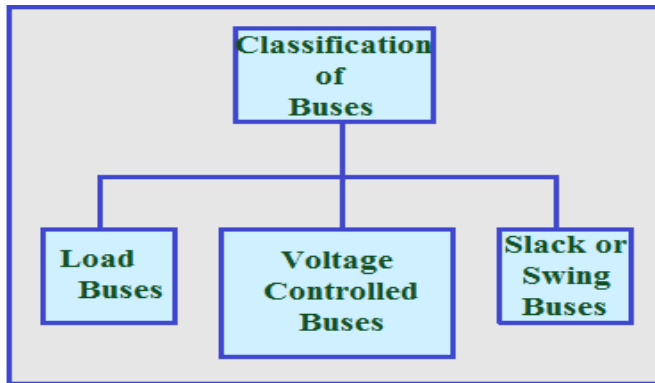 Classification
of
Buses
Load
Buses
Voltage
Controlled
Buses
Slack or
Swing
Buses